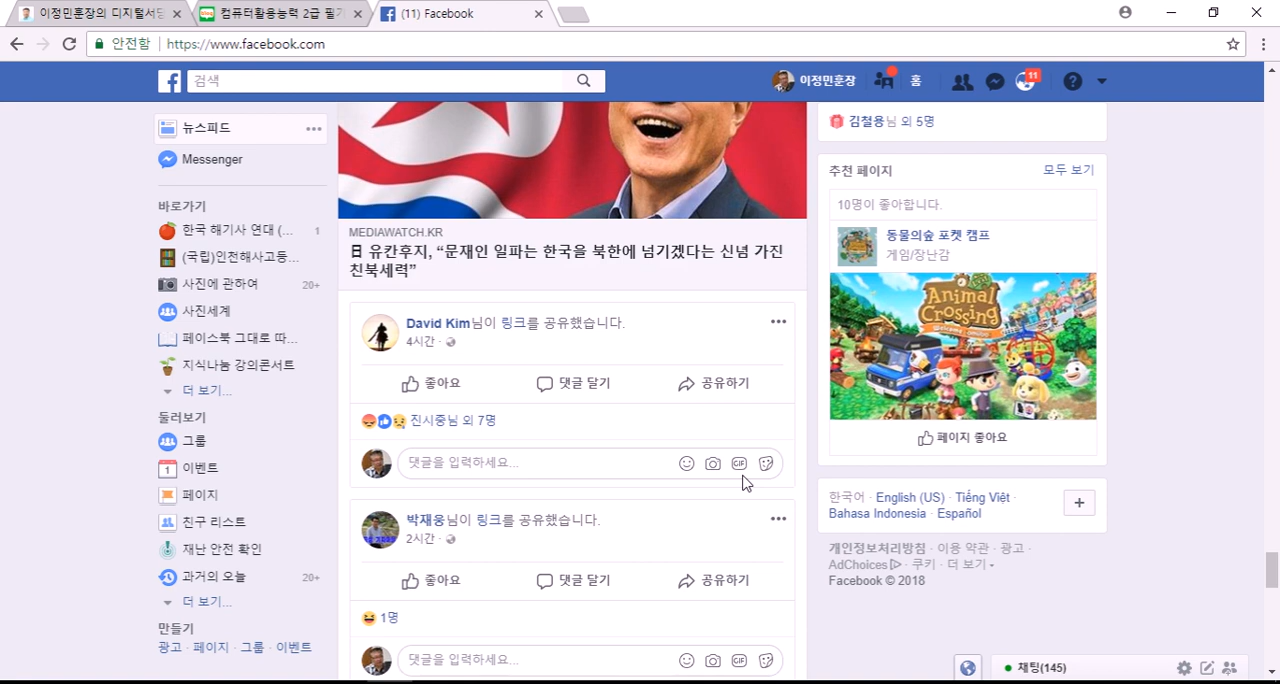 이정민훈장의 디지털서당
컴퓨터활용능력 2급 필기
(11) Facebook
안전함 https://www.facebook.com
검색
이정민훈장
홈
11
뉴스피드
Messenger
바로가기
한국 해기사 연대 (... 1
(국립)인천해사고등...
사진에 관하여 20+
사진세계
페이스북 그대로 따...
지식나눔 강의콘서트
더 보기...
둘러보기
그룹
이벤트
페이지
친구 리스트
재난 안전 확인
과거의 오늘 20+
더 보기...
만들기
광고 · 페이지 · 그룹 · 이벤트
MEDIAWATCH.KR
日 유칸후지, “문재인 일파는 한국을 북한에 넘기겠다는 신념 가진
친북세력”
David Kim님이 링크를 공유했습니다.
4시간 ·
좋아요 댓글 달기 공유하기
진시중님 외 7명
댓글을 입력하세요... GIF
박재웅님이 링크를 공유했습니다.
2시간 ·
좋아요 댓글 달기 공유하기
1명
댓글을 입력하세요... GIF
김철용님 외 5명
추천 페이지 모두 보기
10명이 좋아합니다.
동물의숲 포켓 캠프
게임/장난감
Animal
Crossing
Welcome
페이지 좋아요
한국어 · English (US) · Tiếng Việt ·
Bahasa Indonesia · Español
+
개인정보처리방침 · 이용 약관 · 광고 ·
AdChoices · 쿠키 · 더 보기
Facebook © 2018
채팅(145)